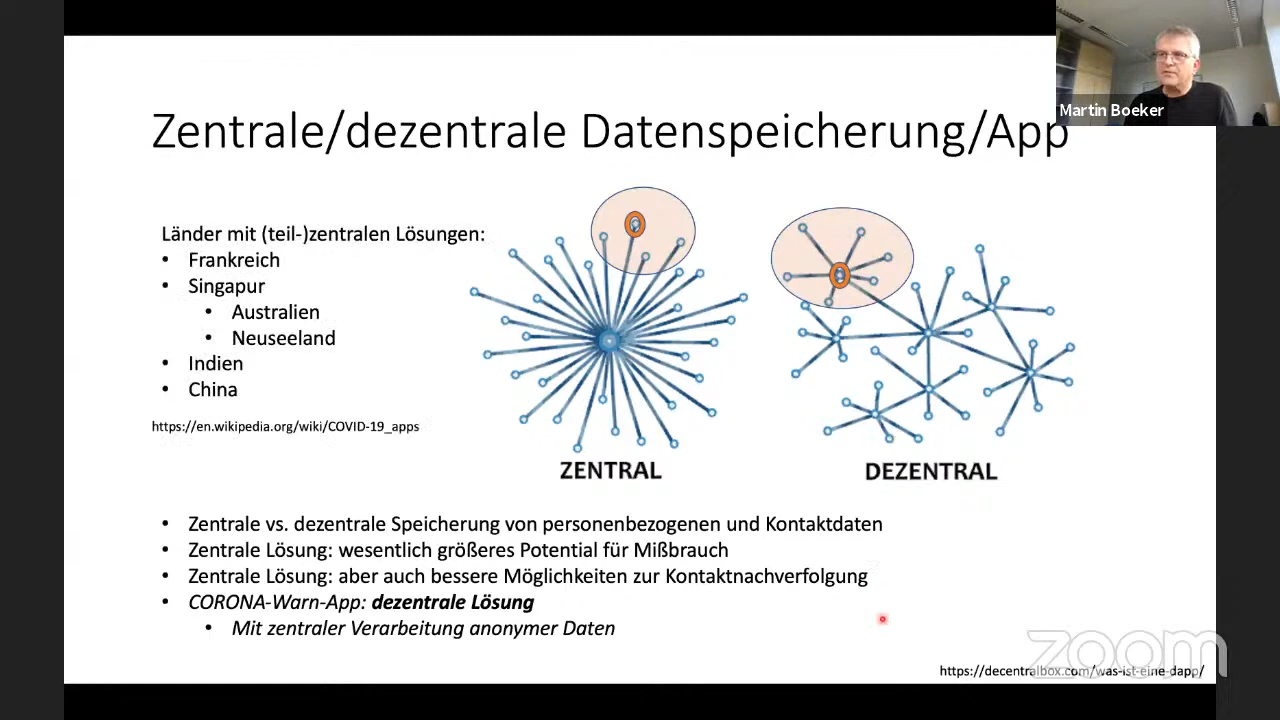 Martin Boeker
Zentrale/dezentrale Datenspeicherung/App
Länder mit (teil-)zentralen Lösungen:
• Frankreich
• Singapur
• Australien
• Neuseeland
• Indien
• China
https://en.wikipedia.org/wiki/COVID-19_apps
ZENTRAL
DEZENTRAL
• Zentrale vs. dezentrale Speicherung von personenbezogenen und Kontaktdaten
• Zentrale Lösung: wesentlich größeres Potential für Mißbrauch
• Zentrale Lösung: aber auch bessere Möglichkeiten zur Kontaktnachverfolgung
• CORONA-Warn-App: dezentrale Lösung
• Mit zentraler Verarbeitung anonymer Daten
zoom
https://decentralbox.com/was-ist-eine-dapp/